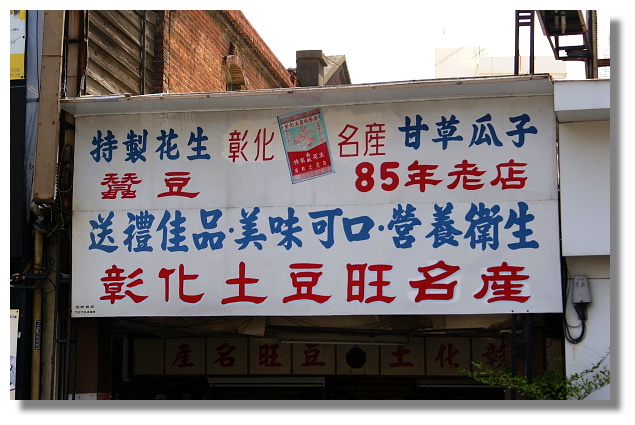 特製花生 彰化 名產 甘草瓜子
蠶豆 85年老店
送禮佳品·美味可口·營養衛生
彰化土豆旺名産
産名旺豆土化彰